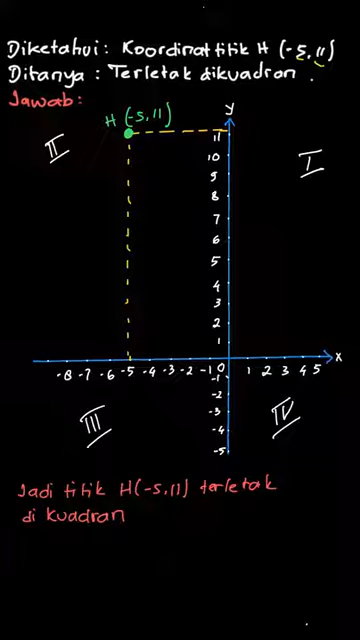 Diketahui : Koordinat titik H (-5,11)
Ditanya : Terletak dikuadran .
Jawab :
y
H (-5,11)
11
II
10
I
9
8
7
6
5
4
3
2
1
x
-8 -7 -6 -5 -4 -3 -2 -1 0 1 2 3 4 5
-1
-2
-3
III
IV
-4
-5
Jadi titik H(-5,11) terletak
di kuadran